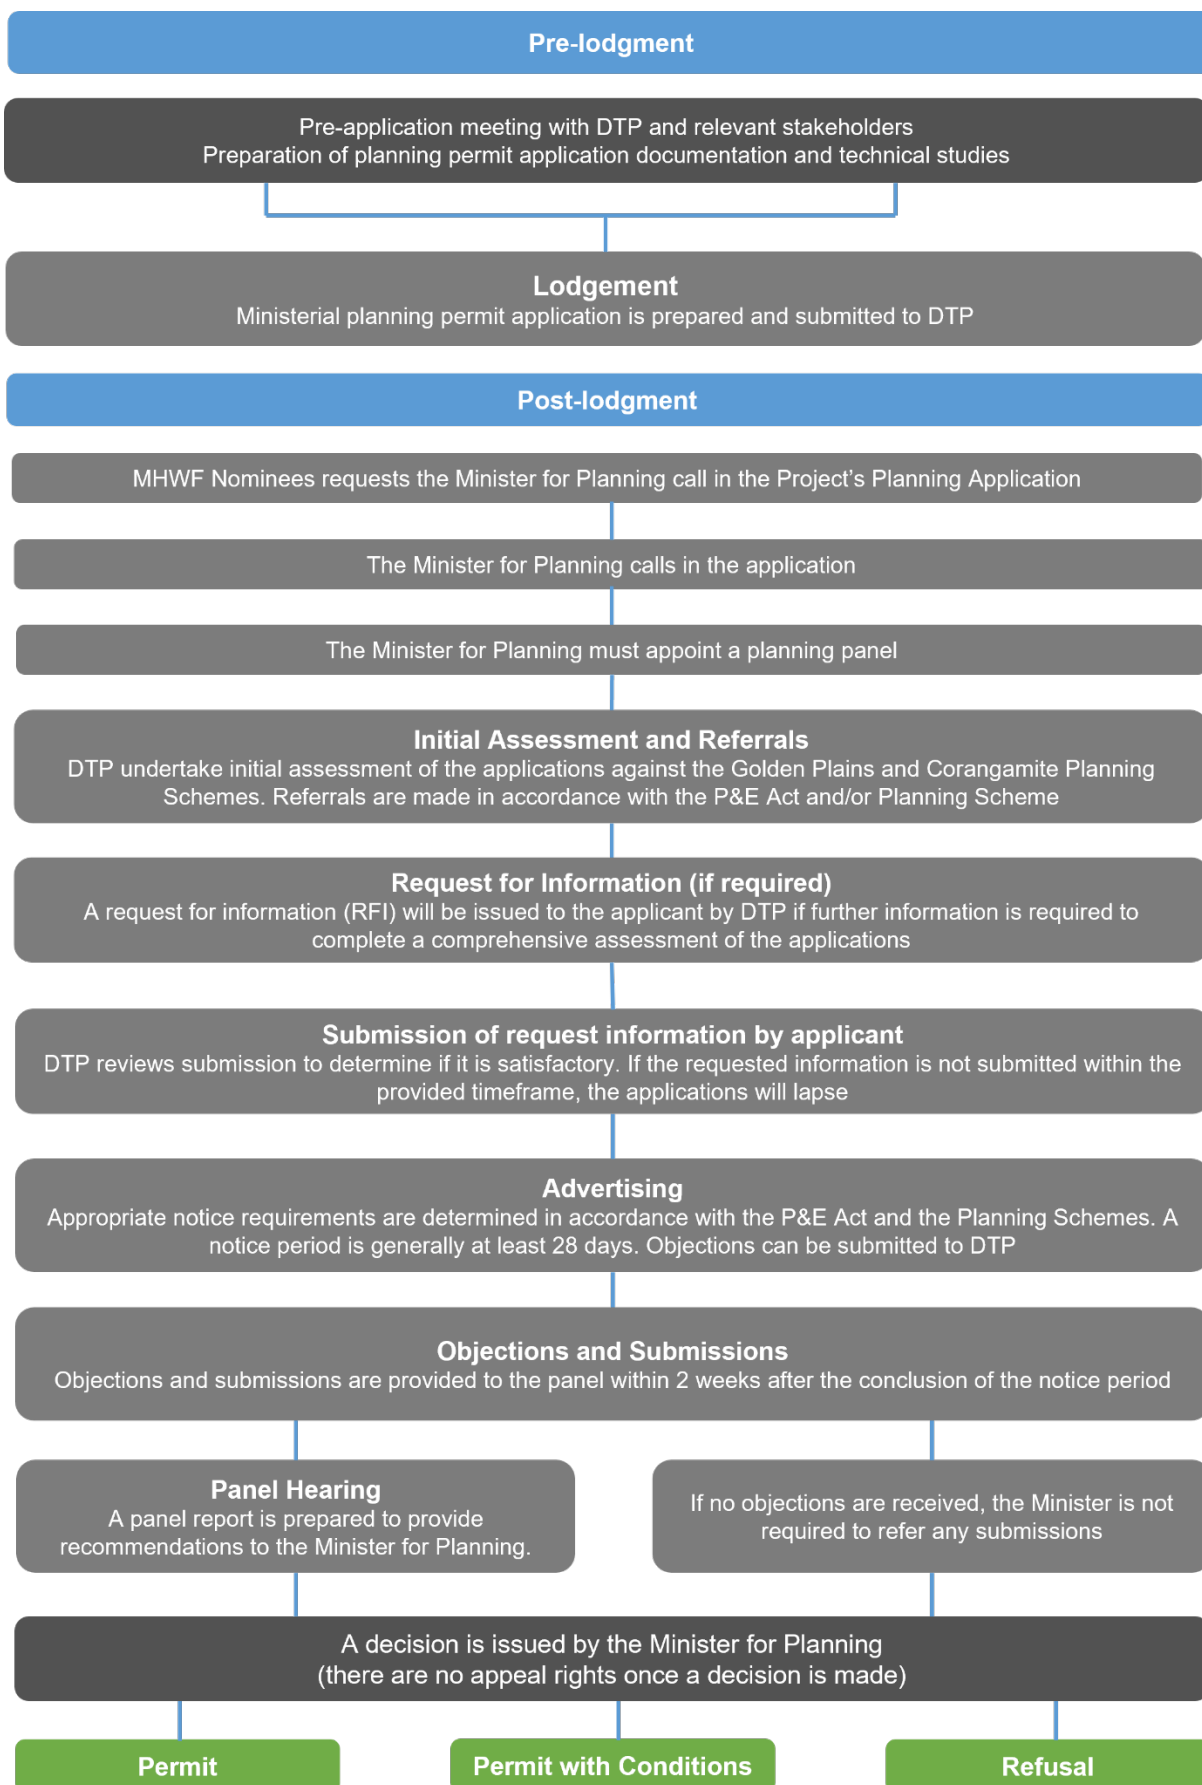 Pre-lodgment
Pre-application meeting with DTP and relevant stakeholders
Preparation of planning permit application documentation and technical studies
Lodgement
Ministerial planning permit application is prepared and submitted to DTP
Post-lodgment
MHWF Nominees requests the Minister for Planning call in the Project's Planning Application
The Minister for Planning calls in the application
The Minister for Planning must appoint a planning panel
Initial Assessment and Referrals
DTP undertake initial assessment of the applications against the Golden Plains and Corangamite Planning
Schemes. Referrals are made in accordance with the P&E Act and/or Planning Scheme
Request for Information (if required)
A request for information (RFI) will be issued to the applicant by DTP if further information is required to
complete a comprehensive assessment of the applications
Submission of request information by applicant
DTP reviews submission to determine if it is satisfactory. If the requested information is not submitted within the
provided timeframe, the applications will lapse
Advertising
Appropriate notice requirements are determined in accordance with the P&E Act and the Planning Schemes. A
notice period is generally at least 28 days. Objections can be submitted to DTP
Objections and Submissions
Objections and submissions are provided to the panel within 2 weeks after the conclusion of the notice period
Panel Hearing
A panel report is prepared to provide
recommendations to the Minister for Planning.
If no objections are received, the Minister is not
required to refer any submissions
A decision is issued by the Minister for Planning
(there are no appeal rights once a decision is made)
Permit
Permit with Conditions
Refusal